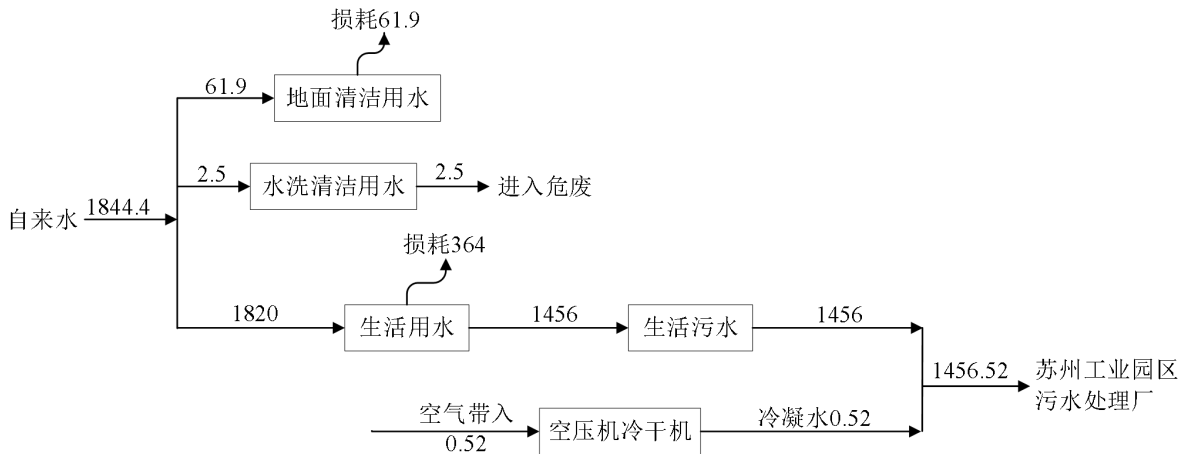 损耗61.9
61.9
地面清洁用水
2.5
水洗清洁用水
2.5
进入危废
自来水
1844.4
损耗364
1820
生活用水
1456
生活污水
1456
1456.52
苏州工业园区
污水处理厂
空气带入
0.52
空压机冷干机
冷凝水0.52